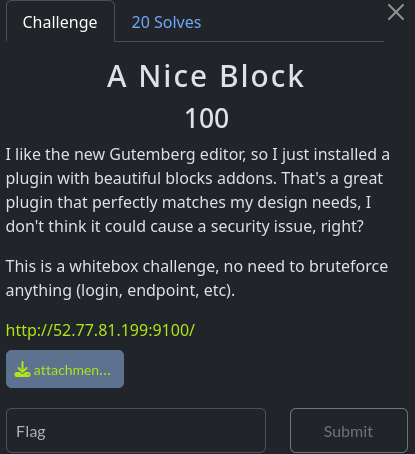 Challenge
20 Solves
A Nice Block
100
I like the new Gutemberg editor, so I just installed a
plugin with beautiful blocks addons. That's a great
plugin that perfectly matches my design needs, I
don't think it could cause a security issue, right?
This is a whitebox challenge, no need to bruteforce
anything (login, endpoint, etc).
http://52.77.81.199:9100/
attachmen...
Flag
Submit